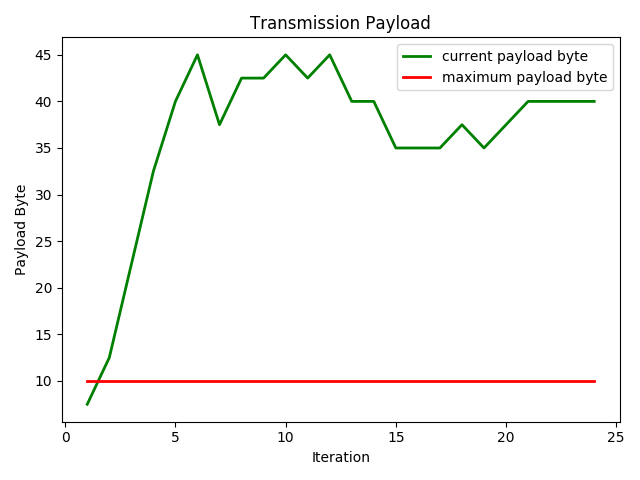 Transmission Payload
current payload byte
maximum payload byte
45
40
35
30
25
20
15
10
Payload Byte
0 5 10 15 20 25
Iteration